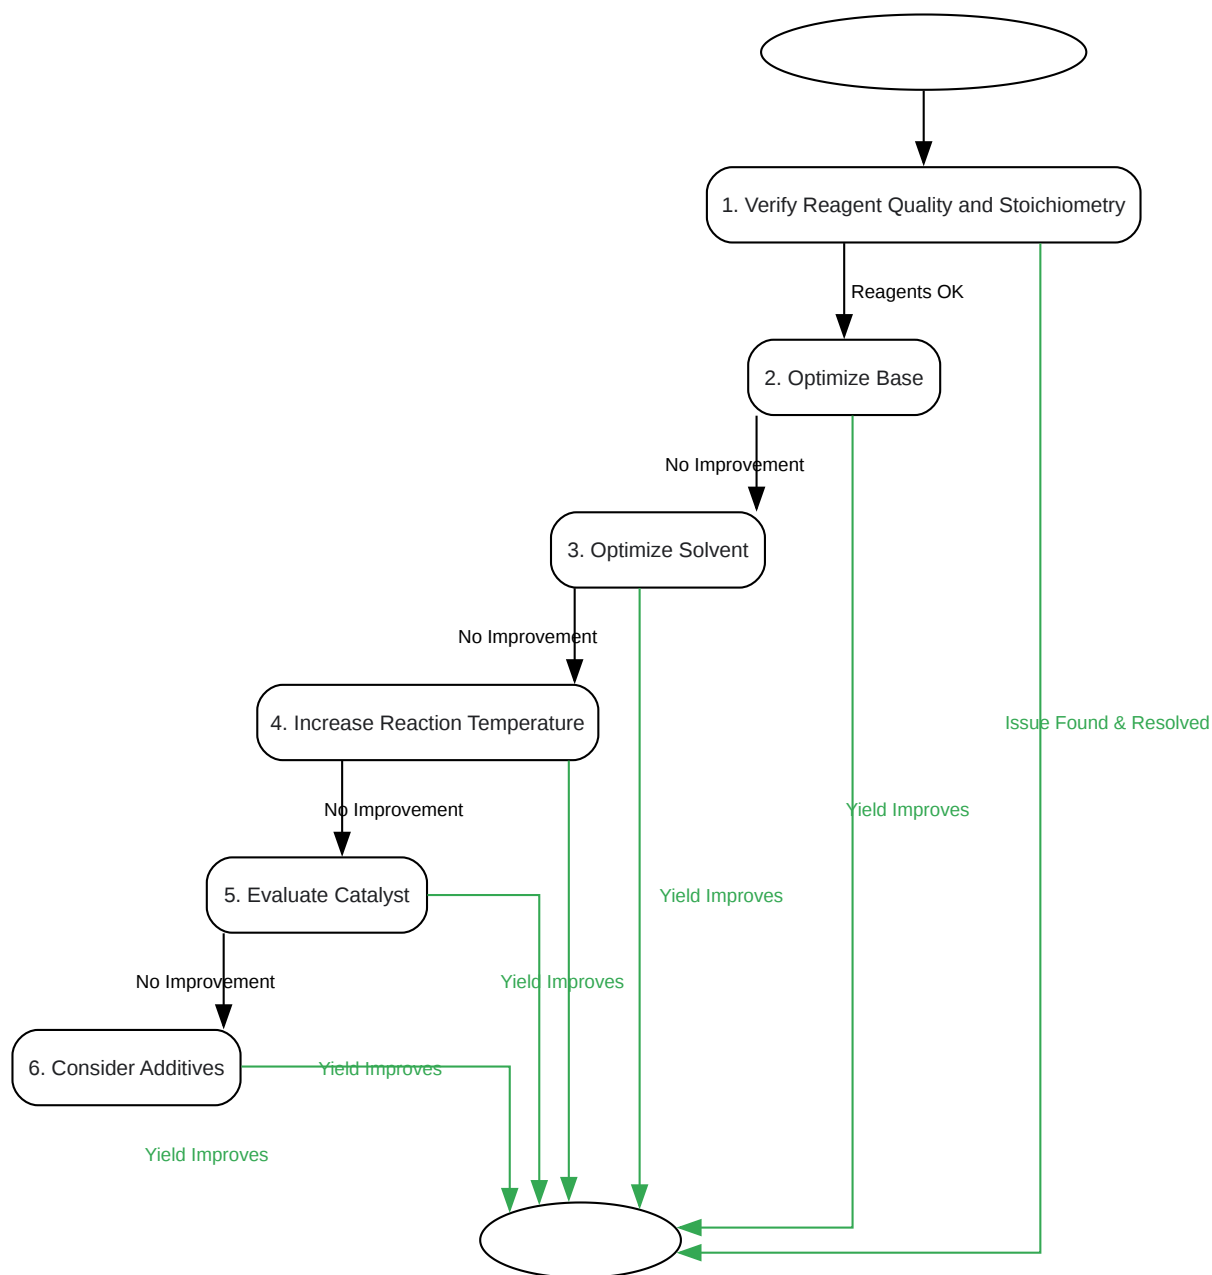 1. Verify Reagent Quality and Stoichiometry
Reagents OK
2. Optimize Base
No Improvement
3. Optimize Solvent
No Improvement
4. Increase Reaction Temperature
Issue Found & Resolved
No Improvement
Yield Improves
5. Evaluate Catalyst
Yield Improves
No Improvement
Yield Improves
6. Consider Additives
Yield Improves
Yield Improves